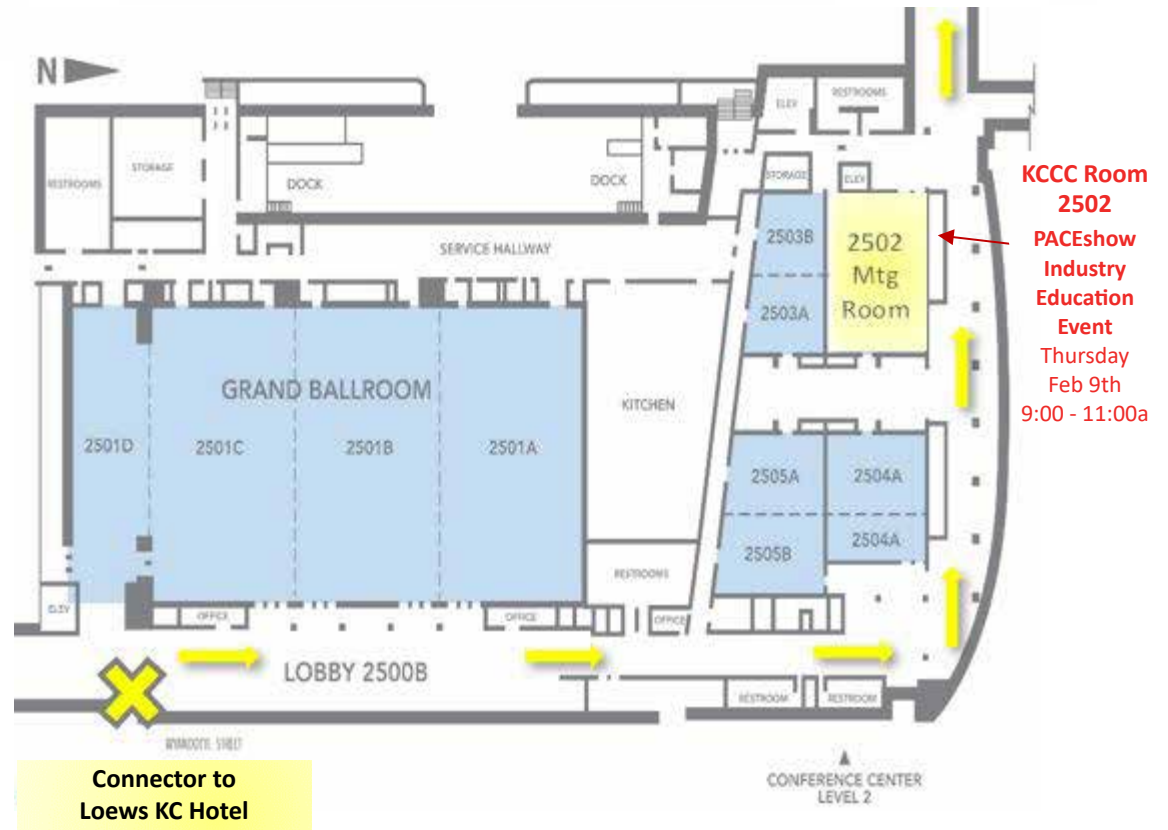 N
ELEV
RESTROOMS
RESTROOMS
STORAGE
DOCK
DOCK
STORAGE
ELEV
KCCC Room
2502
PACEshow
Industry
Education
Event
Thursday
Feb 9th
9:00 - 11:00a
SERVICE HALLWAY
2503B
2503A
2502
Mtg
Room
GRAND BALLROOM
2501D
2501C
2501B
2501A
KITCHEN
2505A
2504A
2505B
2504A
RESTROOMS
ELEV
OFFICE
OFFICE
OFFICE
LOBBY 2500B
RESTROOM
RESTROOM
WYANDOTTE STREET
Connector to
Loews KC Hotel
CONFERENCE CENTER
LEVEL 2